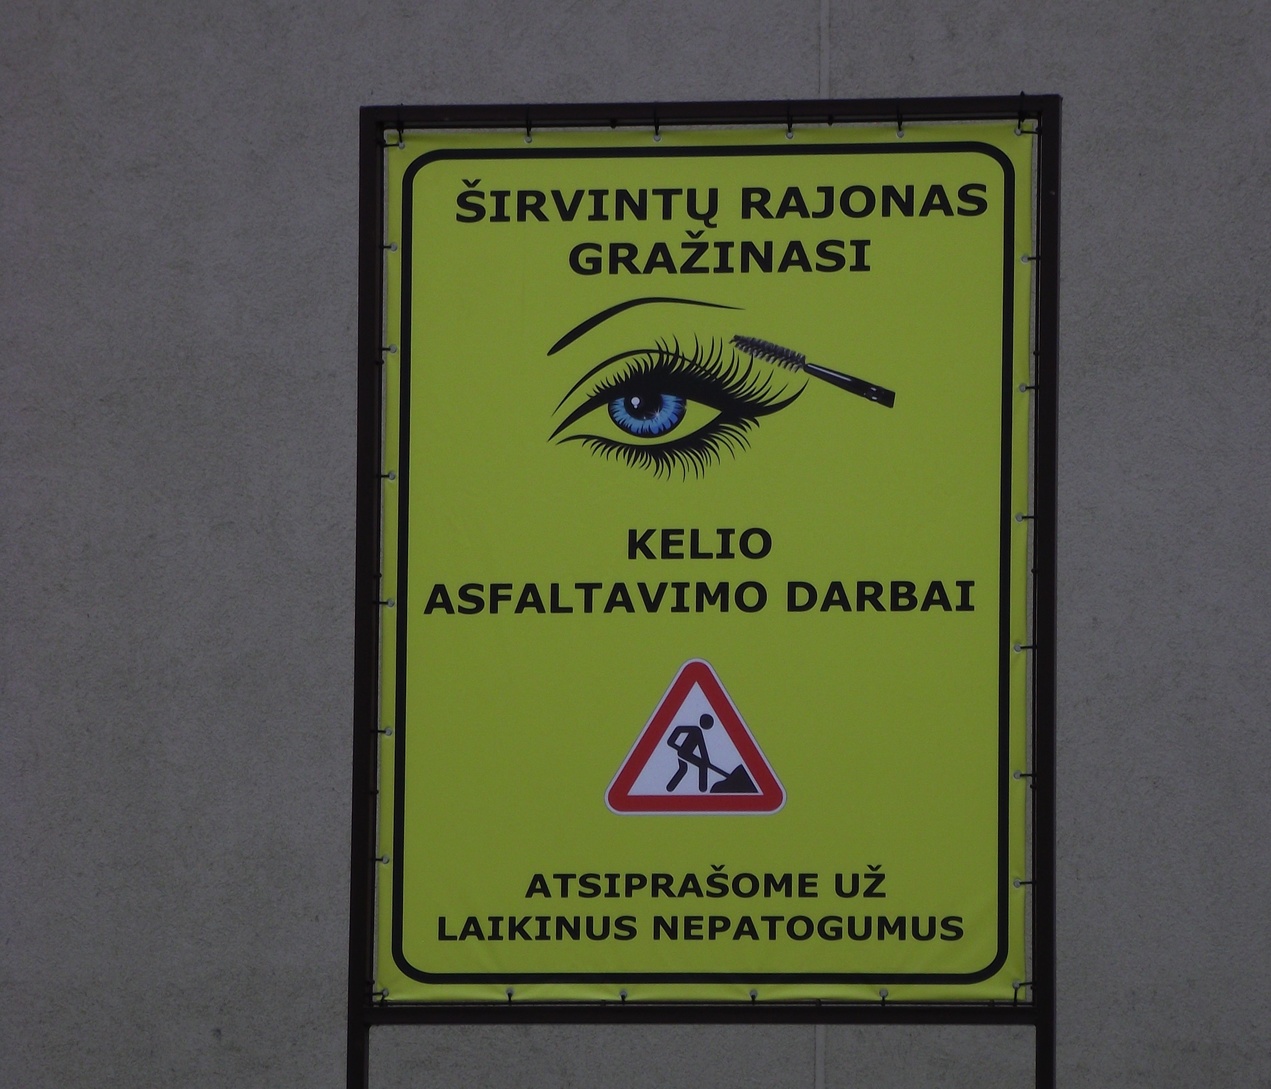 ŠIRVINTŲ RAJONAS
GRAŽINASI
KELIO
ASFALTAVIMO DARBAI
ATSIPRAŠOME UŽ
LAIKINUS NEPATOGUMUS